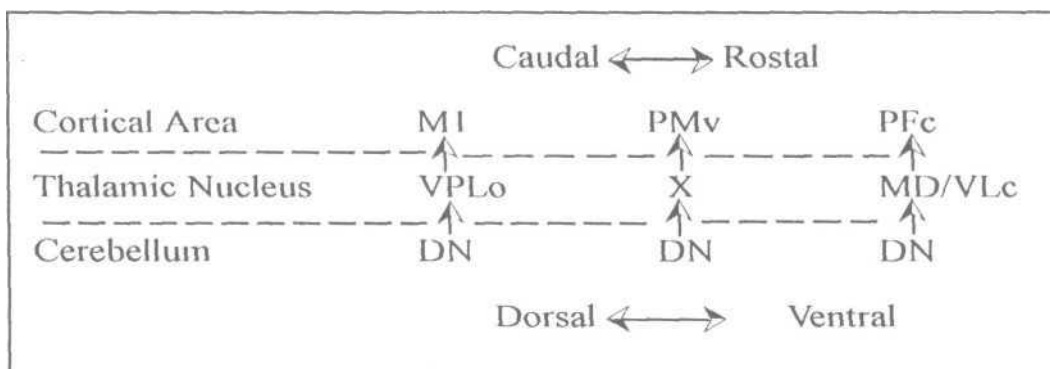 Caudal Rostal
Cortical Area M1 PMv PFc
Thalamic Nucleus VPLo X MD/VLc
Cerebellum DN DN DN
Dorsal Ventral